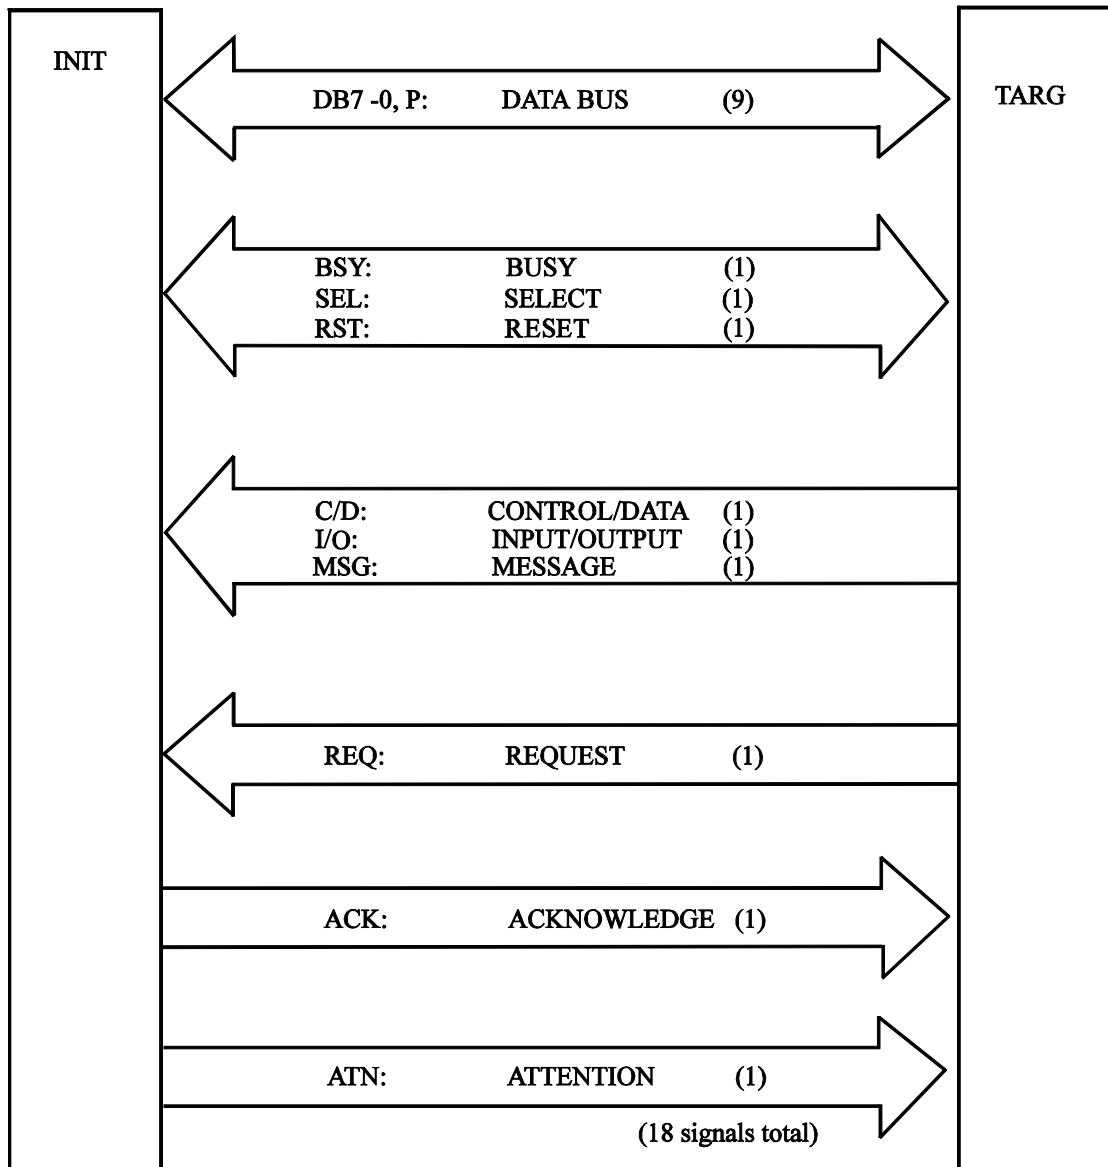 INIT
TARG
DB7 -0, P: DATA BUS (9)
BSY: BUSY (1)
SEL: SELECT (1)
RST: RESET (1)
C/D: CONTROL/DATA (1)
I/O: INPUT/OUTPUT (1)
MSG: MESSAGE (1)
REQ: REQUEST (1)
ACK: ACKNOWLEDGE (1)
ATN: ATTENTION (1)
(18 signals total)